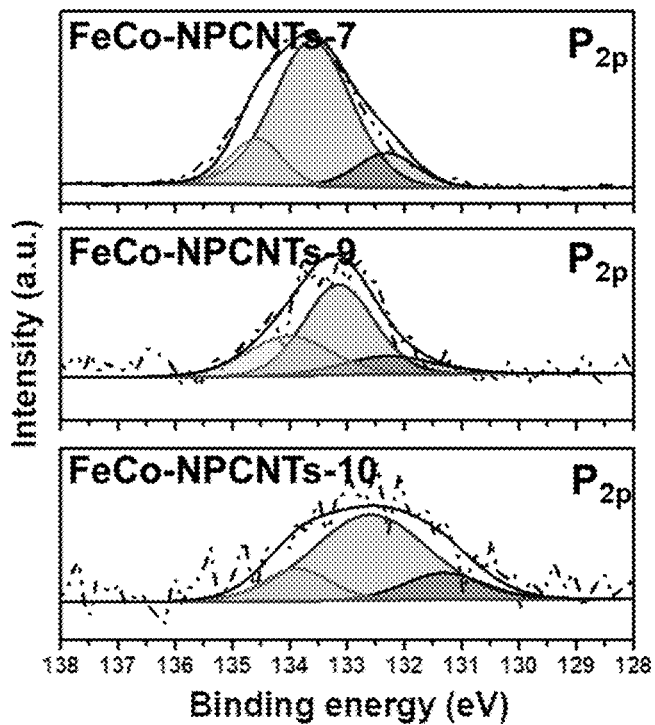 FeCo-NPCNTs-7 P2p
FeCo-NPCNTs-9 P2p
FeCo-NPCNTs-10 P2p
Intensity (a.u.)
138 137 136 135 134 133 132 131 130 129 128
Binding energy (eV)